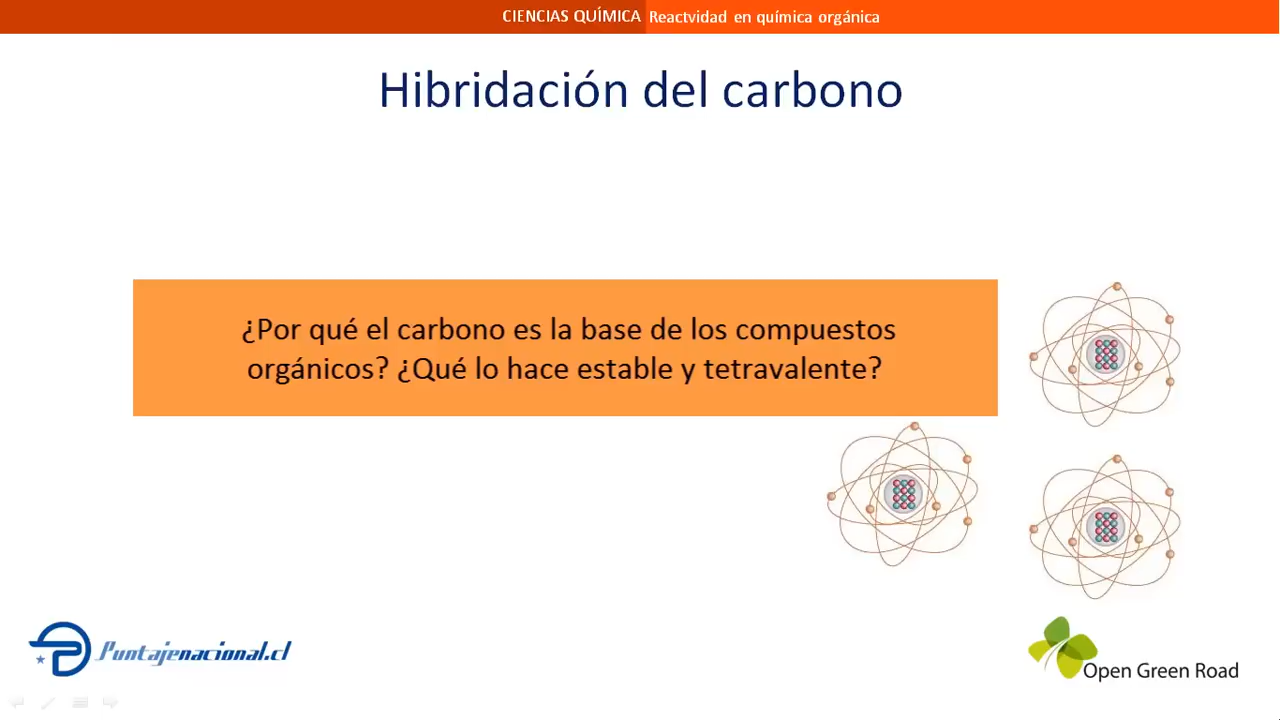 CIENCIAS QUÍMICA Reactvidad en química orgánica
Hibridación del carbono
¿Por qué el carbono es la base de los compuestos
orgánicos? ¿Qué lo hace estable y tetravalente?
Puntajenacional.cl
Open Green Road